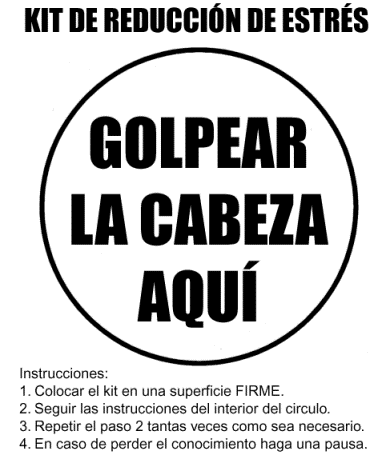 KIT DE REDUCCIÓN DE ESTRÉS
GOLPEAR
LA CABEZA
AQUÍ
Instrucciones:
1. Colocar el kit en una superficie FIRME.
2. Seguir las instrucciones del interior del circulo.
3. Repetir el paso 2 tantas veces como sea necesario.
4. En caso de perder el conocimiento haga una pausa.